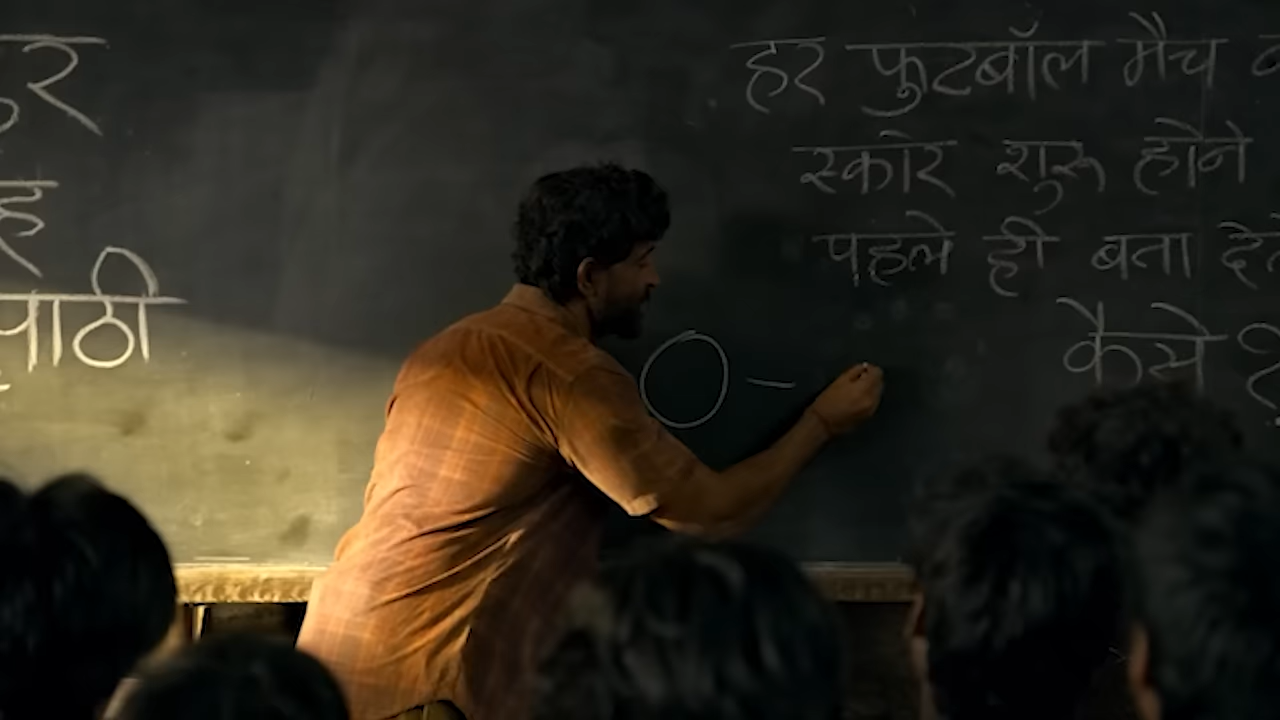 पाठी
हर फुटबॉल मैच
स्कोर शुरू होने
पहले ही बता
कैसे ?
0 -